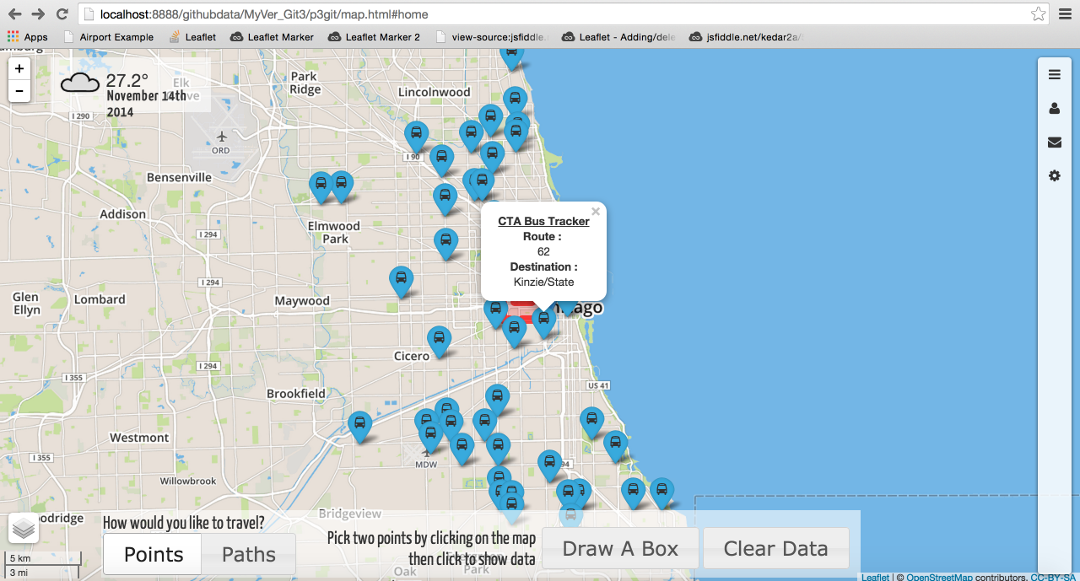 localhost:8888/githubdata/MyVer_Git3/p3git/map.html#home
Apps
Airport Example
Leaflet
Leaflet Marker
Leaflet Marker 2
view-source:jsfiddle.
Leaflet - Adding/dele
jsfiddle.net/kedar2a/
+
-
27.2°
November 14th
2014
Elk
Grove
Park
Ridge
Lincolnwood
I 290
ORD
I 90
Bensenville
Addison
Elmwood
Park
I 294
CTA Bus Tracker
Route :
62
Destination :
Kinzie/State
I 294
Glen
Ellyn
Lombard
Maywood
Cicero
I 294
I 355
US 41
Brookfield
Westmont
I 355
MDW
94
Willowbrook
oodridge
Bridgeview
How would you like to travel?
Points
Paths
Pick two points by clicking on the map
then click to show data
Draw A Box
Clear Data
5 km
3 mi
Oak
Park
Leaflet | © OpenStreetMap contributors, CC-BY-SA